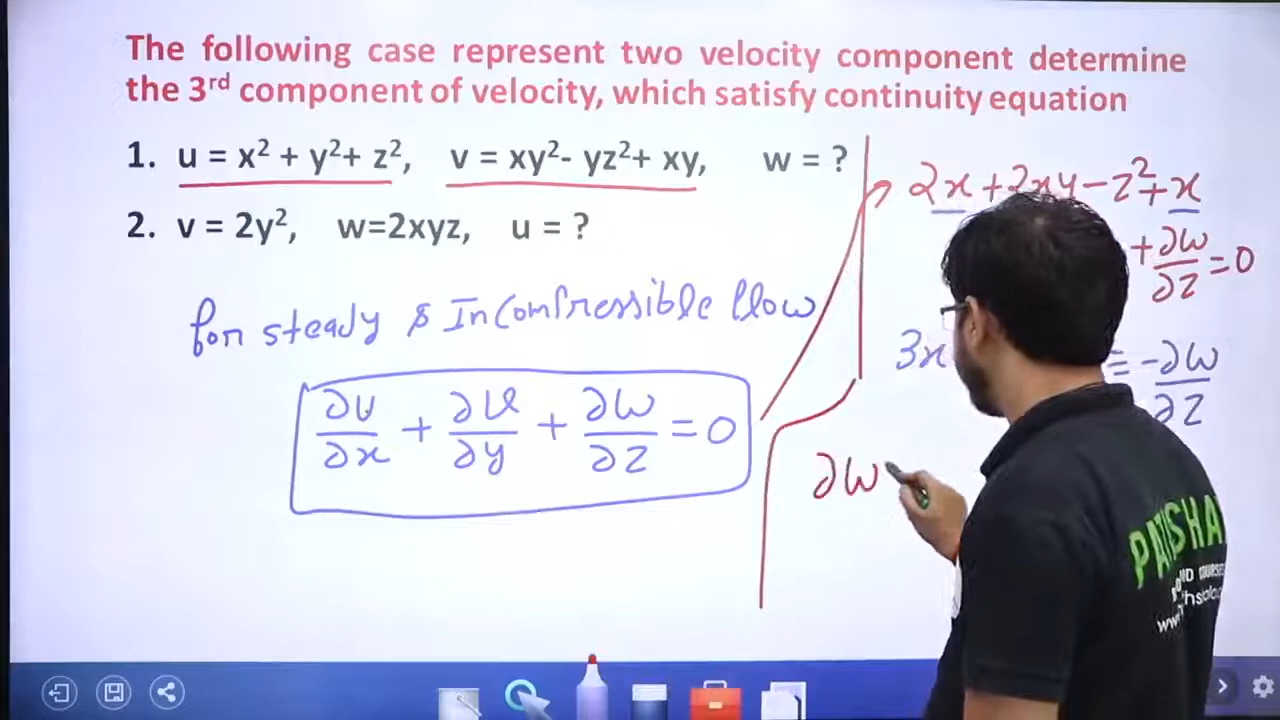 The following case represent two velocity component determine
the 3rd component of velocity, which satisfy continuity equation
1. u = x² + y²+ z², v = xy²- yz²+ xy, w = ?
2. v = 2y², w=2xyz, u = ?
for steady & Incompressible flow
∂u/∂x + ∂v/∂y + ∂w/∂z = 0
2x + 2xy - z² + x
+ ∂w/∂z = 0
3x = -∂w/∂z
∂w